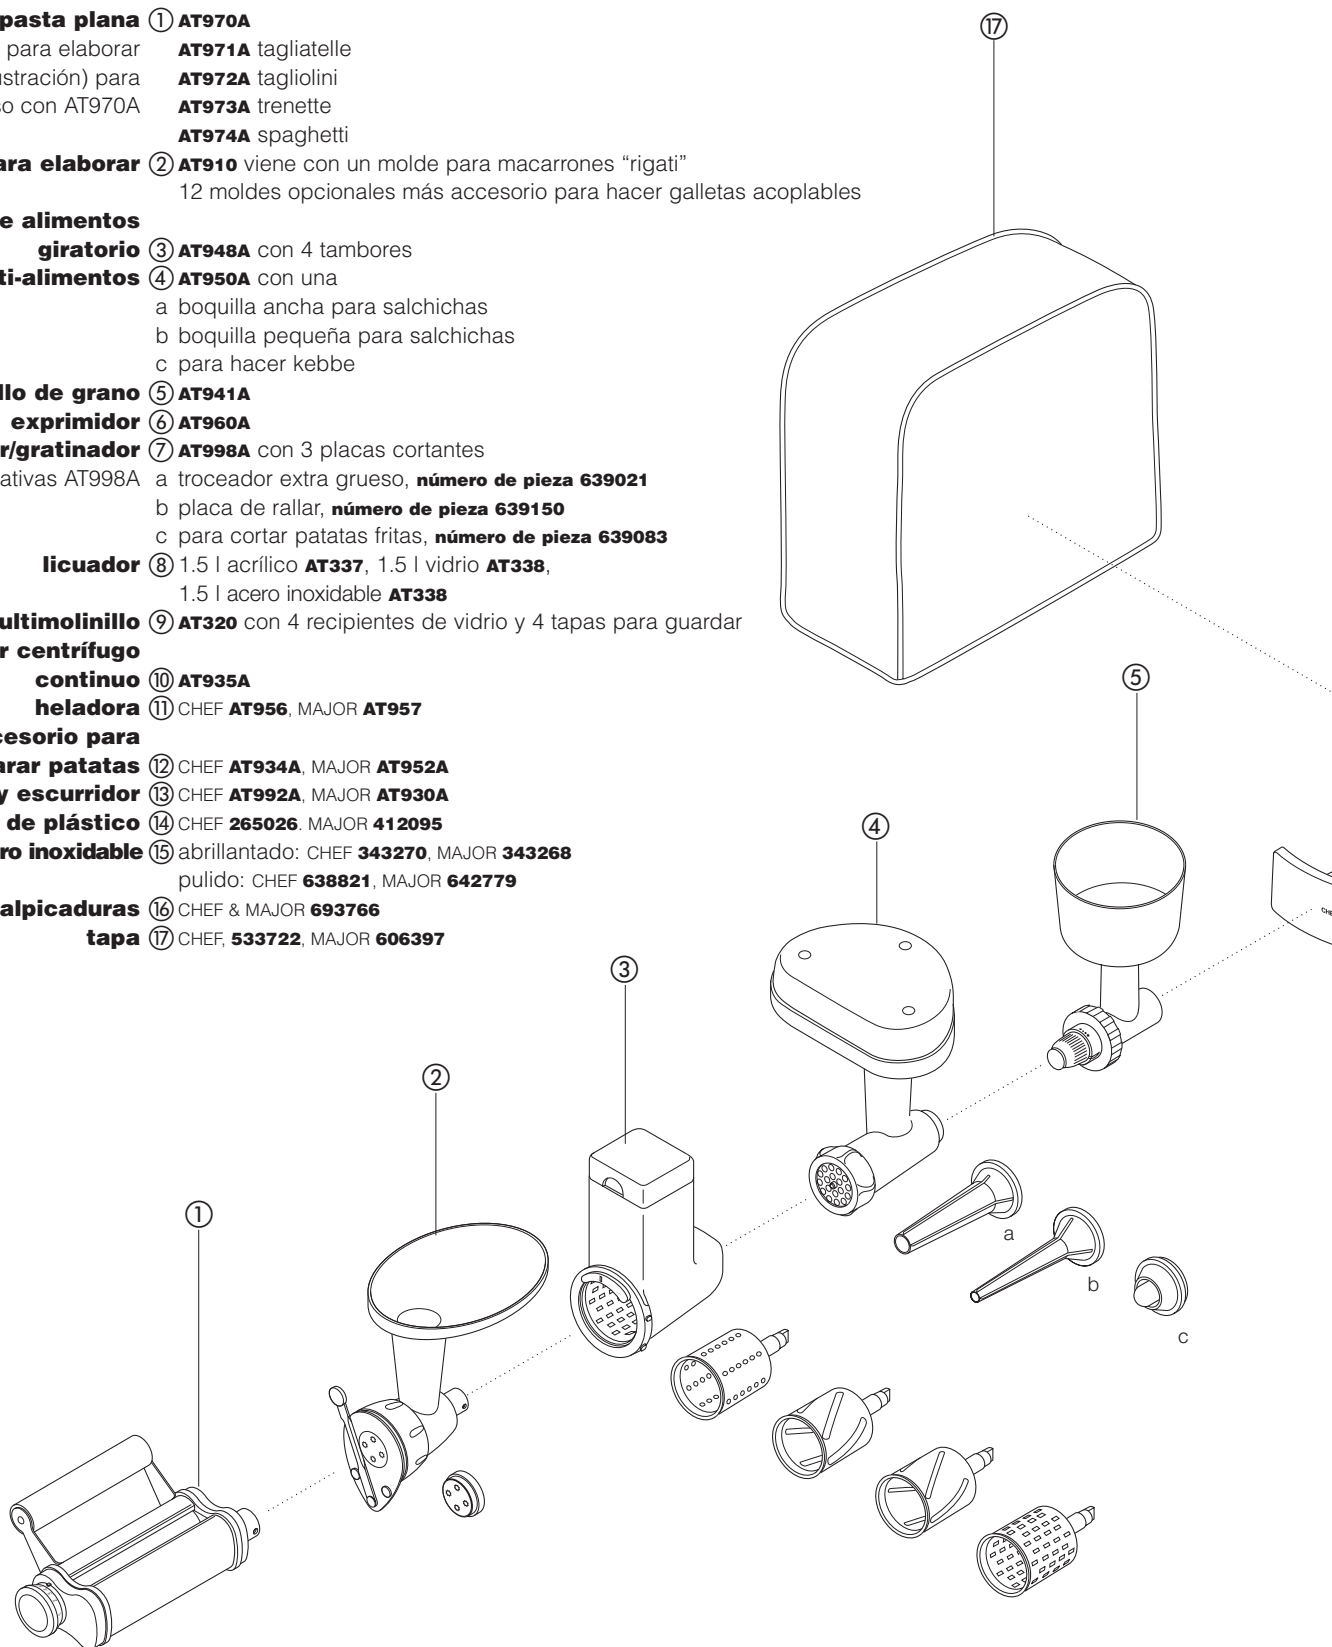 pasta plana ① AT970A
para elaborar AT971A tagliatelle
ustración) para AT972A tagliolini
so con AT970A AT973A trenette
AT974A spaghetti
ara elaborar ② AT910 viene con un molde para macarrones “rigati”
12 moldes opcionales más accesorio para hacer galletas acoplables
e alimentos
giratorio ③ AT948A con 4 tambores
ti-alimentos ④ AT950A con una
a boquilla ancha para salchichas
b boquilla pequeña para salchichas
c para hacer kebbe
llo de grano ⑤ AT941A
exprimidor ⑥ AT960A
r/gratinador ⑦ AT998A con 3 placas cortantes
ativas AT998A a troceador extra grueso, número de pieza 639021
b placa de rallar, número de pieza 639150
c para cortar patatas fritas, número de pieza 639083
licuador ⑧ 1.5 l acrílico AT337, 1.5 l vidrio AT338,
1.5 l acero inoxidable AT338
ultimolinillo ⑨ AT320 con 4 recipientes de vidrio y 4 tapas para guardar
r centrífugo
continuo ⑩ AT935A
heladora ⑪ CHEF AT956, MAJOR AT957
cesorio para
arar patatas ⑫ CHEF AT934A, MAJOR AT952A
y escurridor ⑬ CHEF AT992A, MAJOR AT930A
de plástico ⑭ CHEF 265026. MAJOR 412095
ro inoxidable ⑮ abrillantado: CHEF 343270, MAJOR 343268
pulido: CHEF 638821, MAJOR 642779
alpicaduras ⑯ CHEF & MAJOR 693766
tapa ⑰ CHEF, 533722, MAJOR 606397
⑰
⑤
④
CHE
③
②
①
a
b
c